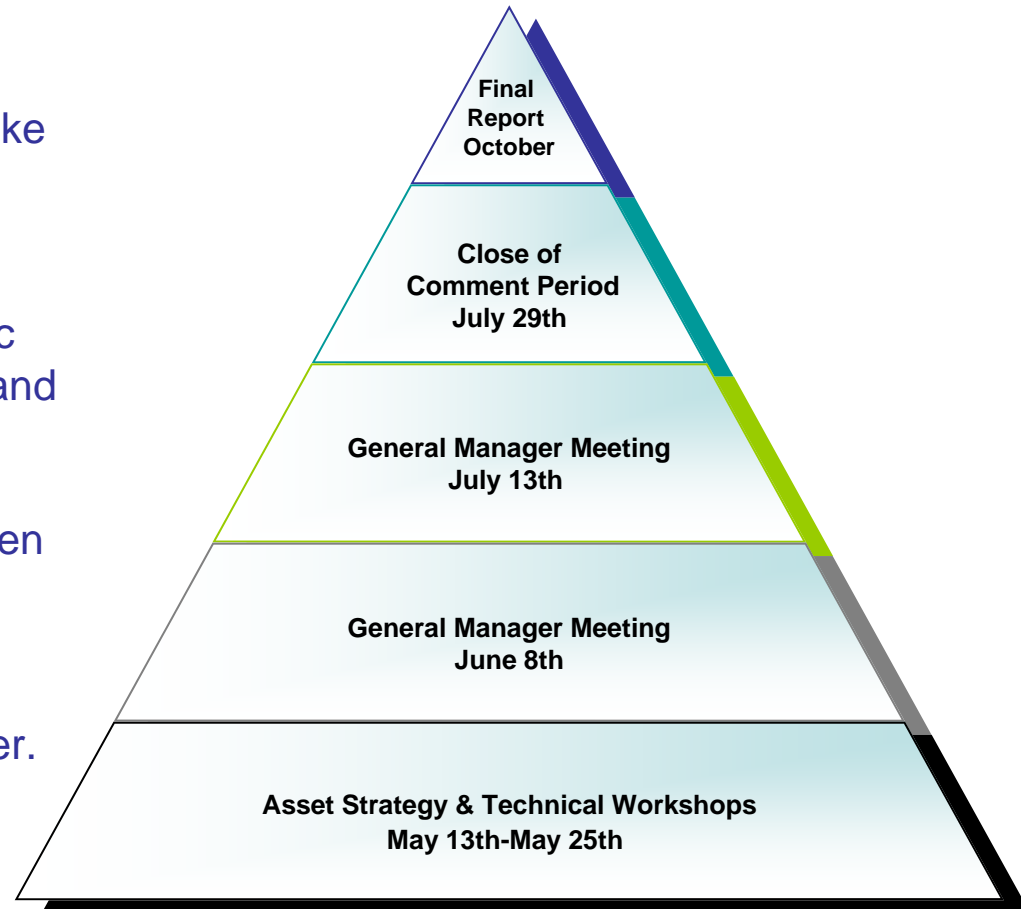 ke
c
and
en
er.
Final
Report
October
Close of
Comment Period
July 29th
General Manager Meeting
July 13th
General Manager Meeting
June 8th
Asset Strategy & Technical Workshops
May 13th-May 25th